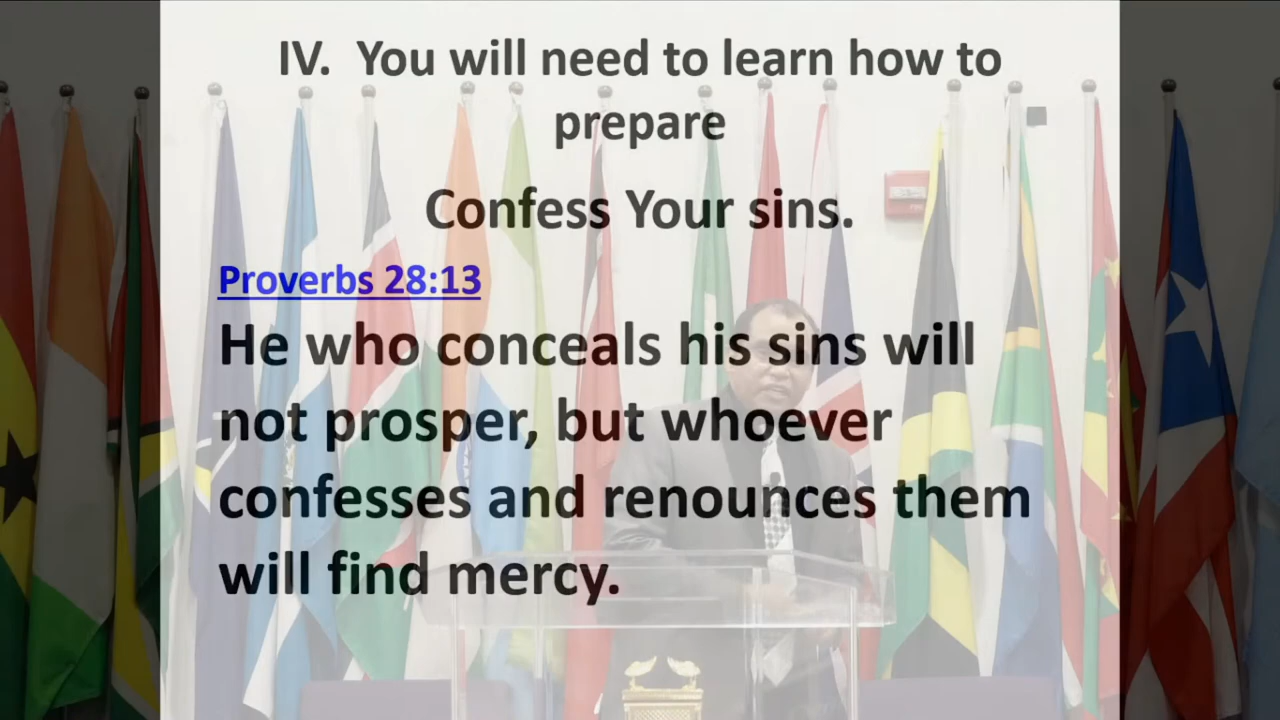 IV.  You will need to learn how to
prepare
Confess Your sins.
Proverbs 28:13
He who conceals his sins will
not prosper, but whoever
confesses and renounces them
will find mercy.